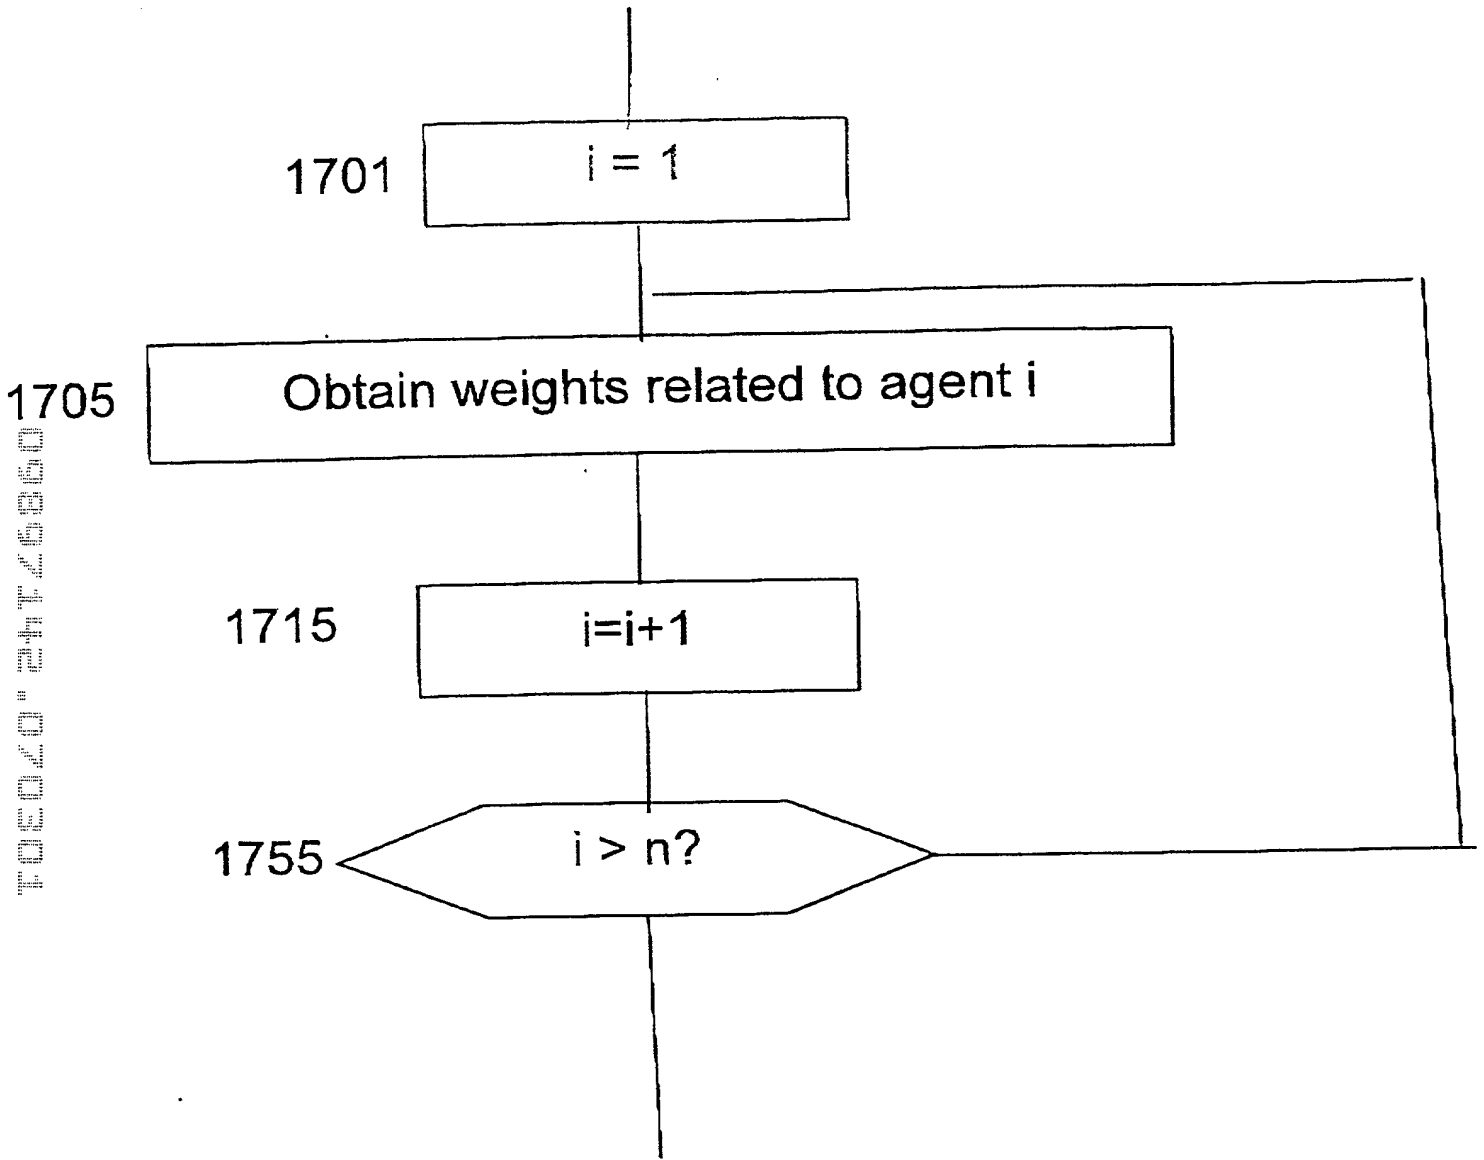 1701
i = 1
1705
Obtain weights related to agent i
1715
i=i+1
1755
i > n?